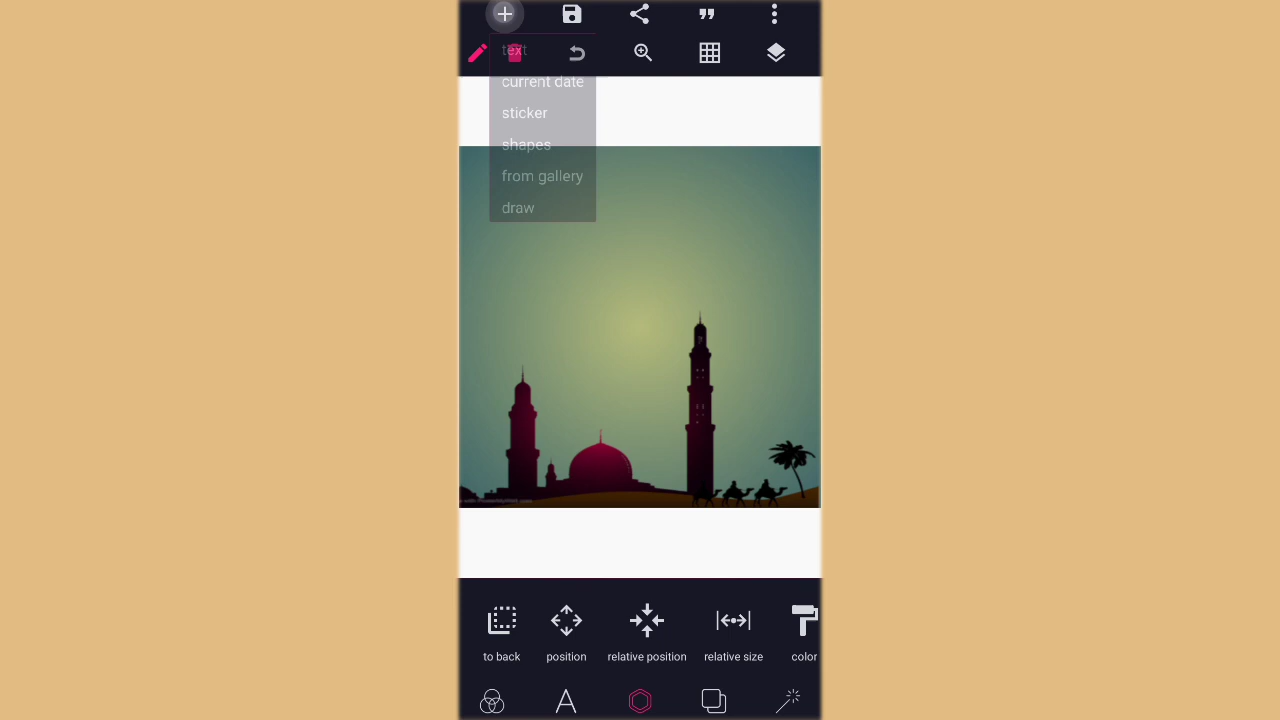 text
current date
sticker
shapes
from gallery
draw
to back
position
relative position
relative size
color